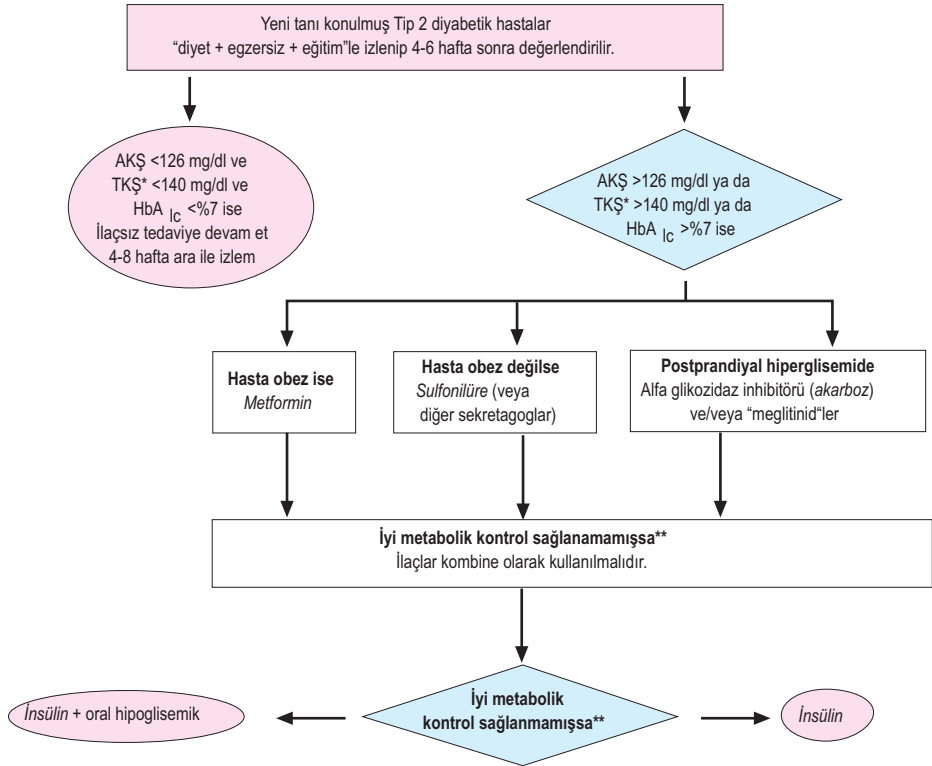 Yeni tanı konulmuş Tip 2 diyabetik hastalar
“diyet + egzersiz + eğitim”le izlenip 4-6 hafta sonra değerlendirilir.
AKŞ <126 mg/dl ve
TKŞ* <140 mg/dl ve
HbA Ic <%7 ise
İlaçsız tedaviye devam et
4-8 hafta ara ile izlem
AKŞ >126 mg/dl ya da
TKŞ* >140 mg/dl ya da
HbA Ic >%7 ise
Hasta obez ise
Metformin
Hasta obez değilse
Sulfonilüre (veya
diğer sekretagoglar)
Postprandiyal hiperglisemide
Alfa glikozidaz inhibitörü (akarboz)
ve/veya “meglitinid“ler
İyi metabolik kontrol sağlanamamışsa**
İlaçlar kombine olarak kullanılmalıdır.
İyi metabolik
kontrol sağlanmamışsa**
İnsülin + oral hipoglisemik
İnsülin